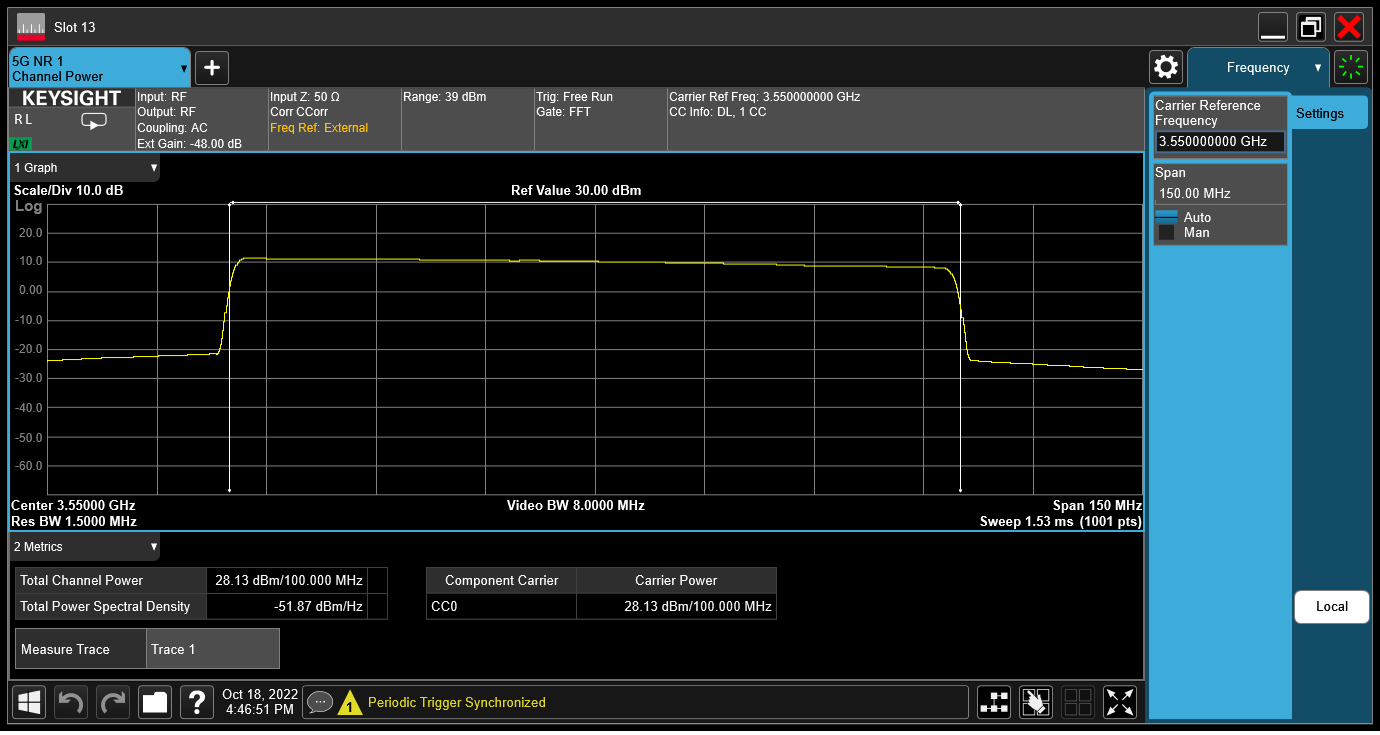 Slot 13
5G NR 1
Channel Power
Frequency
KEYSIGHT
R L
LXI
Input: RF
Output: RF
Coupling: AC
Ext Gain: -48.00 dB
Input Z: 50 Ω
Corr CCorr
Freq Ref: External
Range: 39 dBm
Trig: Free Run
Gate: FFT
Carrier Ref Freq: 3.550000000 GHz
CC Info: DL, 1 CC
Carrier Reference
Frequency
3.550000000 GHz
Settings
Span
150.00 MHz
Auto
Man
1 Graph
Scale/Div 10.0 dB
Ref Value 30.00 dBm
Log
20.0
10.0
0.00
-10.0
-20.0
-30.0
-40.0
-50.0
-60.0
Center 3.55000 GHz
Video BW 8.0000 MHz
Span 150 MHz
Res BW 1.5000 MHz
Sweep 1.53 ms (1001 pts)
2 Metrics
Total Channel Power 28.13 dBm/100.000 MHz
Total Power Spectral Density -51.87 dBm/Hz
Component Carrier Carrier Power
CC0 28.13 dBm/100.000 MHz
Measure Trace Trace 1
Local
?
Oct 18, 2022
4:46:51 PM
1
Periodic Trigger Synchronized